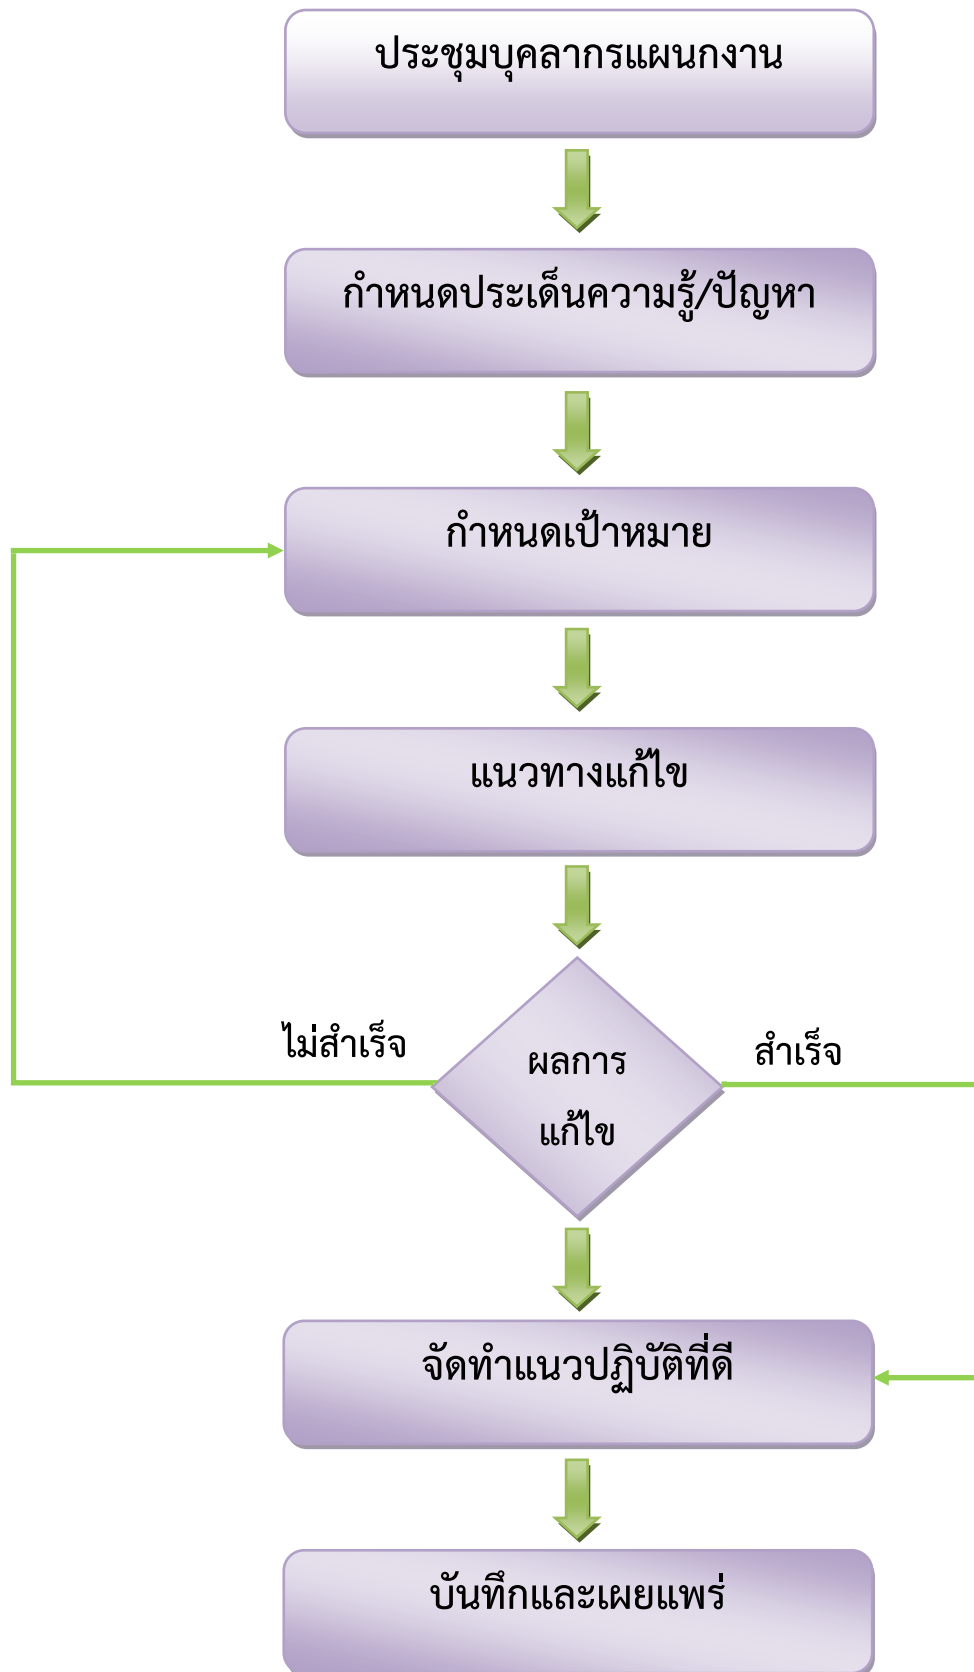 ประชุมบุคลากรแผนกงาน
กำหนดประเด็นความรู้/ปัญหา
กำหนดเป้าหมาย
แนวทางแก้ไข
ไม่สำเร็จ
สำเร็จ
ผลการ
แก้ไข
จัดทำแนวปฏิบัติที่ดี
บันทึกและเผยแพร่